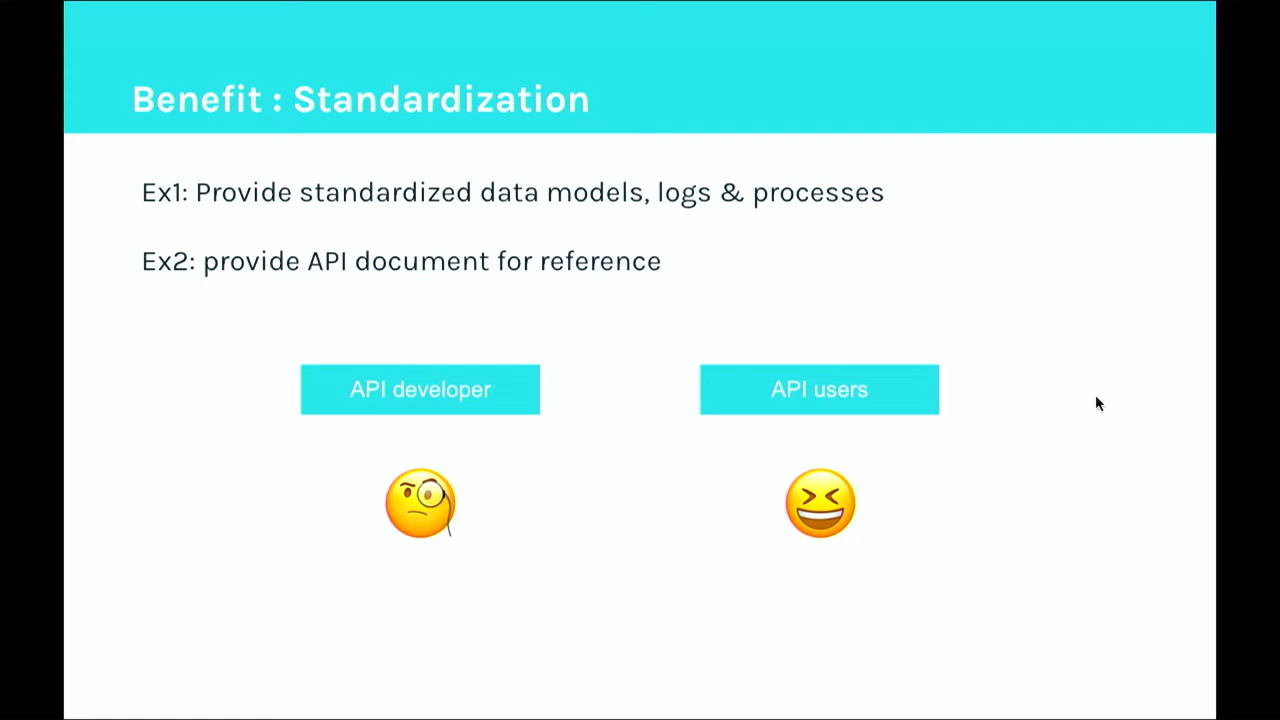 Benefit : Standardization
Ex1: Provide standardized data models, logs & processes
Ex2: provide API document for reference
API developer
API users